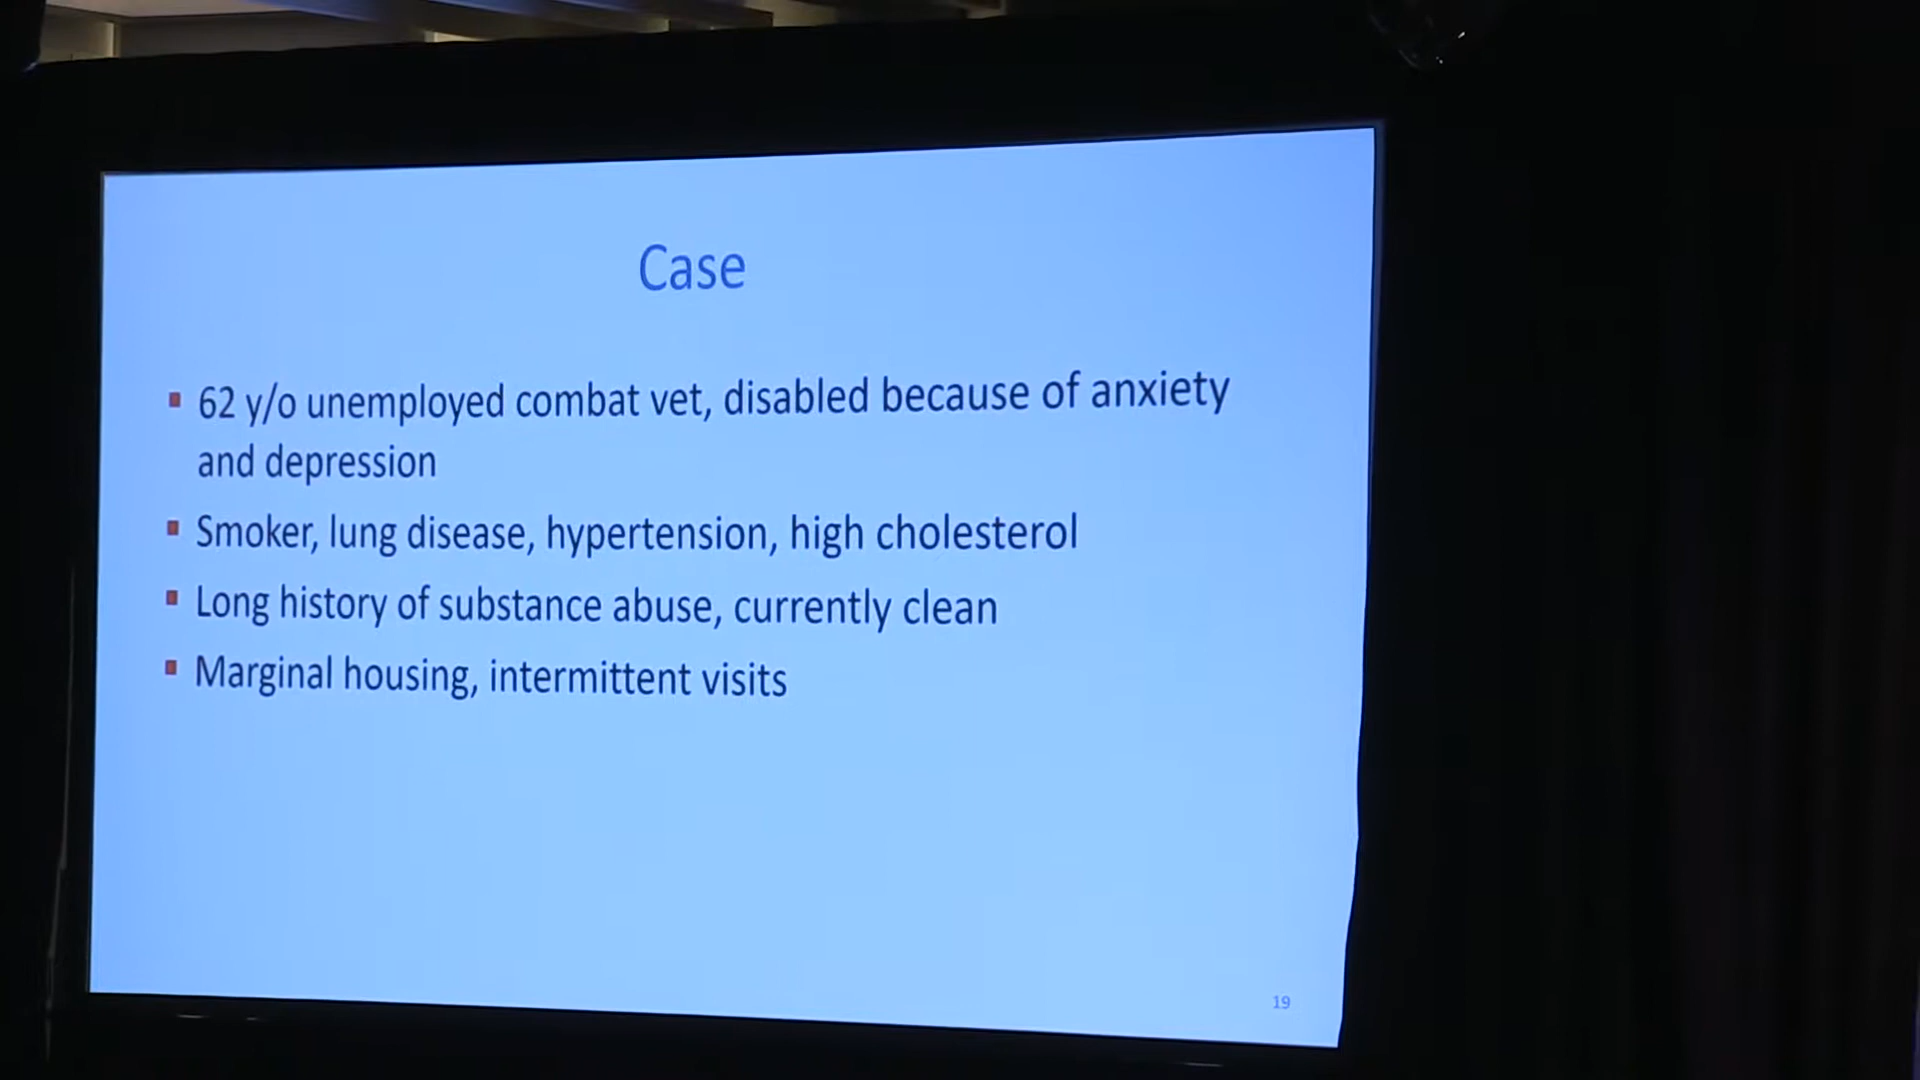 Case
62 y/o unemployed combat vet, disabled because of anxiety
and depression
Smoker, lung disease, hypertension, high cholesterol
Long history of substance abuse, currently clean
Marginal housing, intermittent visits
19